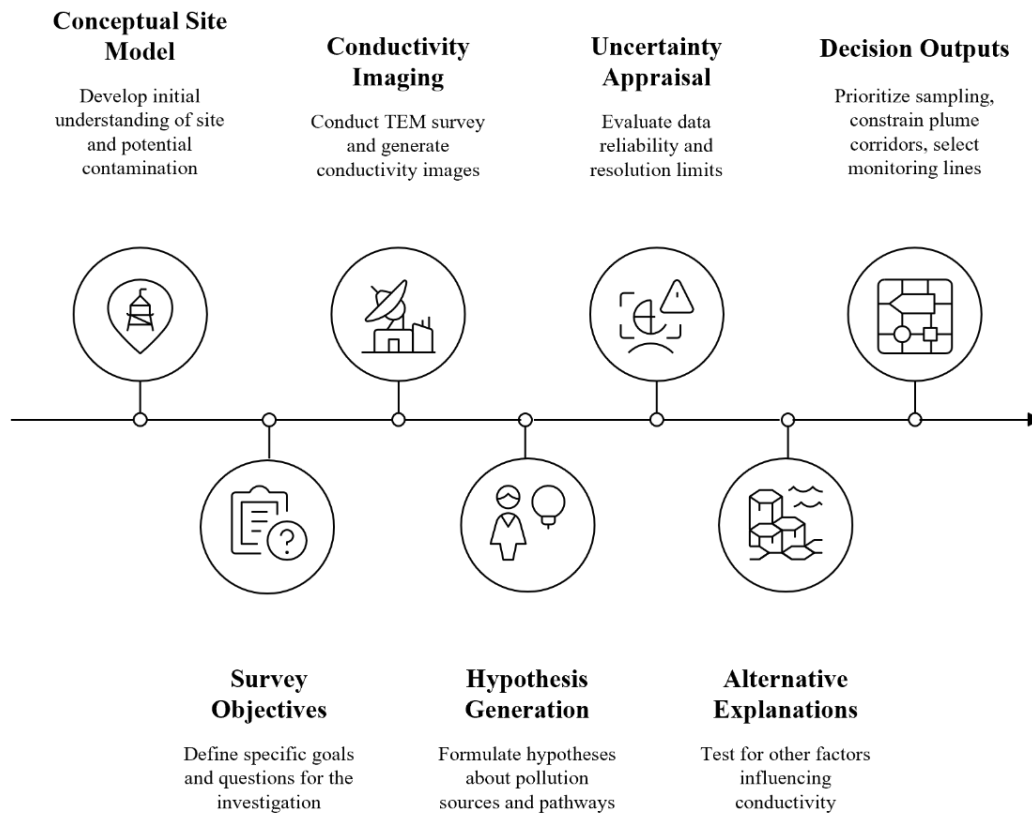 Conceptual Site
Model
Develop initial
understanding of site
and potential
contamination
Conductivity
Imaging
Conduct TEM survey
and generate
conductivity images
Uncertainty
Appraisal
Evaluate data
reliability and
resolution limits
Decision Outputs
Prioritize sampling,
constrain plume
corridors, select
monitoring lines
?
Survey
Objectives
Define specific goals
and questions for the
investigation
Hypothesis
Generation
Formulate hypotheses
about pollution
sources and pathways
Alternative
Explanations
Test for other factors
influencing
conductivity